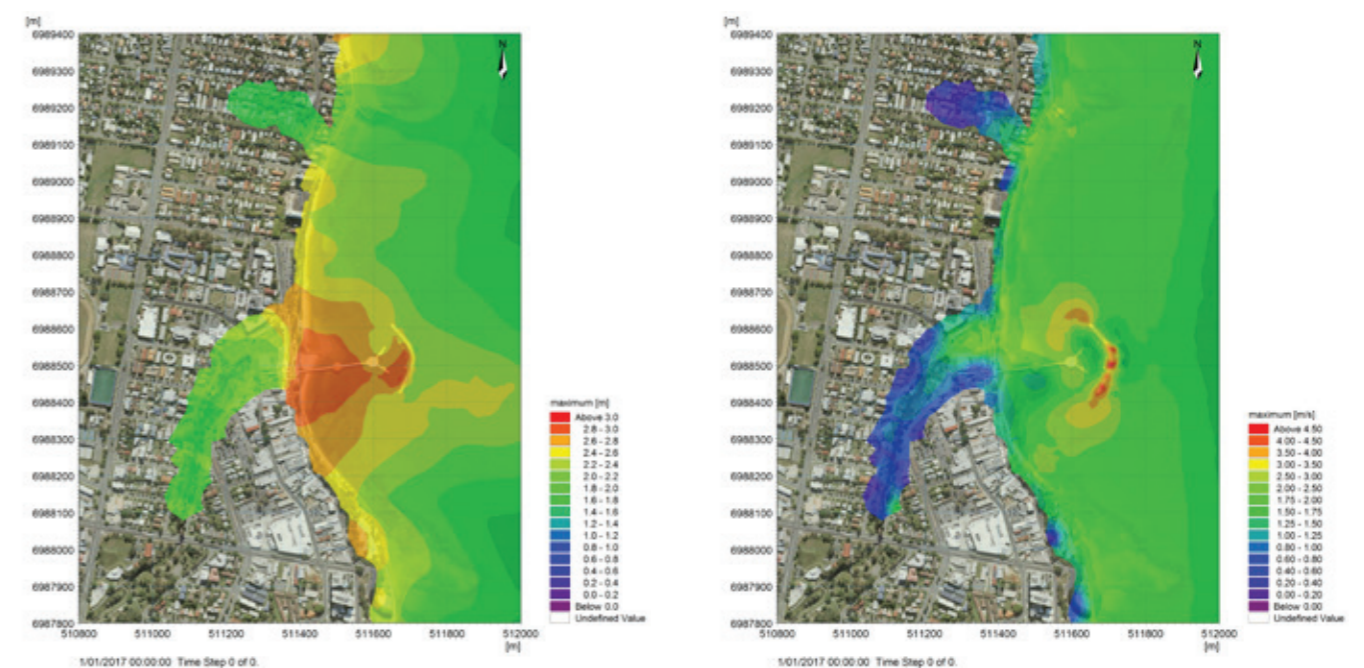 [m]
6989400
6989300
6989200
6989100
6989000
6988900
6988800
6988700
6988600
6988500
6988400
6988300
6988200
6988100
6988000
6987900
6987800
N
510800 511000 511200 511400 511600 511800 512000
[m]
1/01/2017 00:00:00 Time Step 0 of 0.
maximum [m]
Above 3.0
2.8 - 3.0
2.6 - 2.8
2.4 - 2.6
2.2 - 2.4
2.0 - 2.2
1.8 - 2.0
1.6 - 1.8
1.4 - 1.6
1.2 - 1.4
1.0 - 1.2
0.8 - 1.0
0.6 - 0.8
0.4 - 0.6
0.2 - 0.4
0.0 - 0.2
Below 0.0
Undefined Value
[m]
6989400
6989300
6989200
6989100
6989000
6988900
6988800
6988700
6988600
6988500
6988400
6988300
6988200
6988100
6988000
6987900
6987800
N
510800 511000 511200 511400 511600 511800 512000
[m]
1/01/2017 00:00:00 Time Step 0 of 0.
maximum [m/s]
Above 4.50
4.00 - 4.50
3.50 - 4.00
3.00 - 3.50
2.50 - 3.00
2.00 - 2.50
1.75 - 2.00
1.50 - 1.75
1.25 - 1.50
1.00 - 1.25
0.80 - 1.00
0.60 - 0.80
0.40 - 0.60
0.20 - 0.40
0.00 - 0.20
Below 0.00
Undefined Value